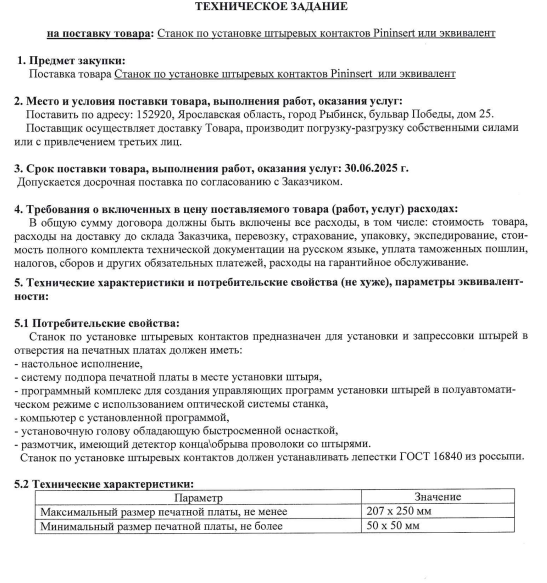 ТЕХНИЧЕСКОЕ ЗАДАНИЕ
на поставку товара: Станок по установке штыревых контактов Pininsert или эквивалент
1. Предмет закупки:
Поставка товара Станок по установке штыревых контактов Pininsert или эквивалент
2. Место и условия поставки товара, выполнения работ, оказания услуг:
Поставить по адресу: 152920, Ярославская область, город Рыбинск, бульвар Победы, дом 25.
Поставщик осуществляет доставку Товара, производит погрузку-разгрузку собственными силами
или с привлечением третьих лиц.
3. Срок поставки товара, выполнения работ, оказания услуг: 30.06.2025 г.
Допускается досрочная поставка по согласованию с Заказчиком.
4. Требования о включенных в цену поставляемого товара (работ, услуг) расходах:
В общую сумму договора должны быть включены все расходы, в том числе: стоимость товара,
расходы на доставку до склада Заказчика, перевозку, страхование, упаковку, экспедирование, стои-
мость полного комплекта технической документации на русском языке, уплата таможенных пошлин,
налогов, сборов и других обязательных платежей, расходы на гарантийное обслуживание.
5. Технические характеристики и потребительские свойства (не хуже), параметры эквивалент-
ности:
5.1 Потребительские свойства:
Станок по установке штыревых контактов предназначен для установки и запрессовки штырей в
отверстия на печатных платах должен иметь:
- настольное исполнение,
- систему подпора печатной платы в месте установки штыря,
- программный комплекс для создания управляющих программ установки штырей в полуавтомати-
ческом режиме с использованием оптической системы станка,
- компьютер с установленной программой,
- установочную голову обладающую быстросменной оснасткой,
- размотчик, имеющий детектор конца\обрыва проволоки со штырями.
Станок по установке штыревых контактов должен устанавливать лепестки ГОСТ 16840 из россыпи.
5.2 Технические характеристики:
Параметр Значение
Максимальный размер печатной платы, не менее 207 x 250 мм
Минимальный размер печатной платы, не более 50 x 50 мм